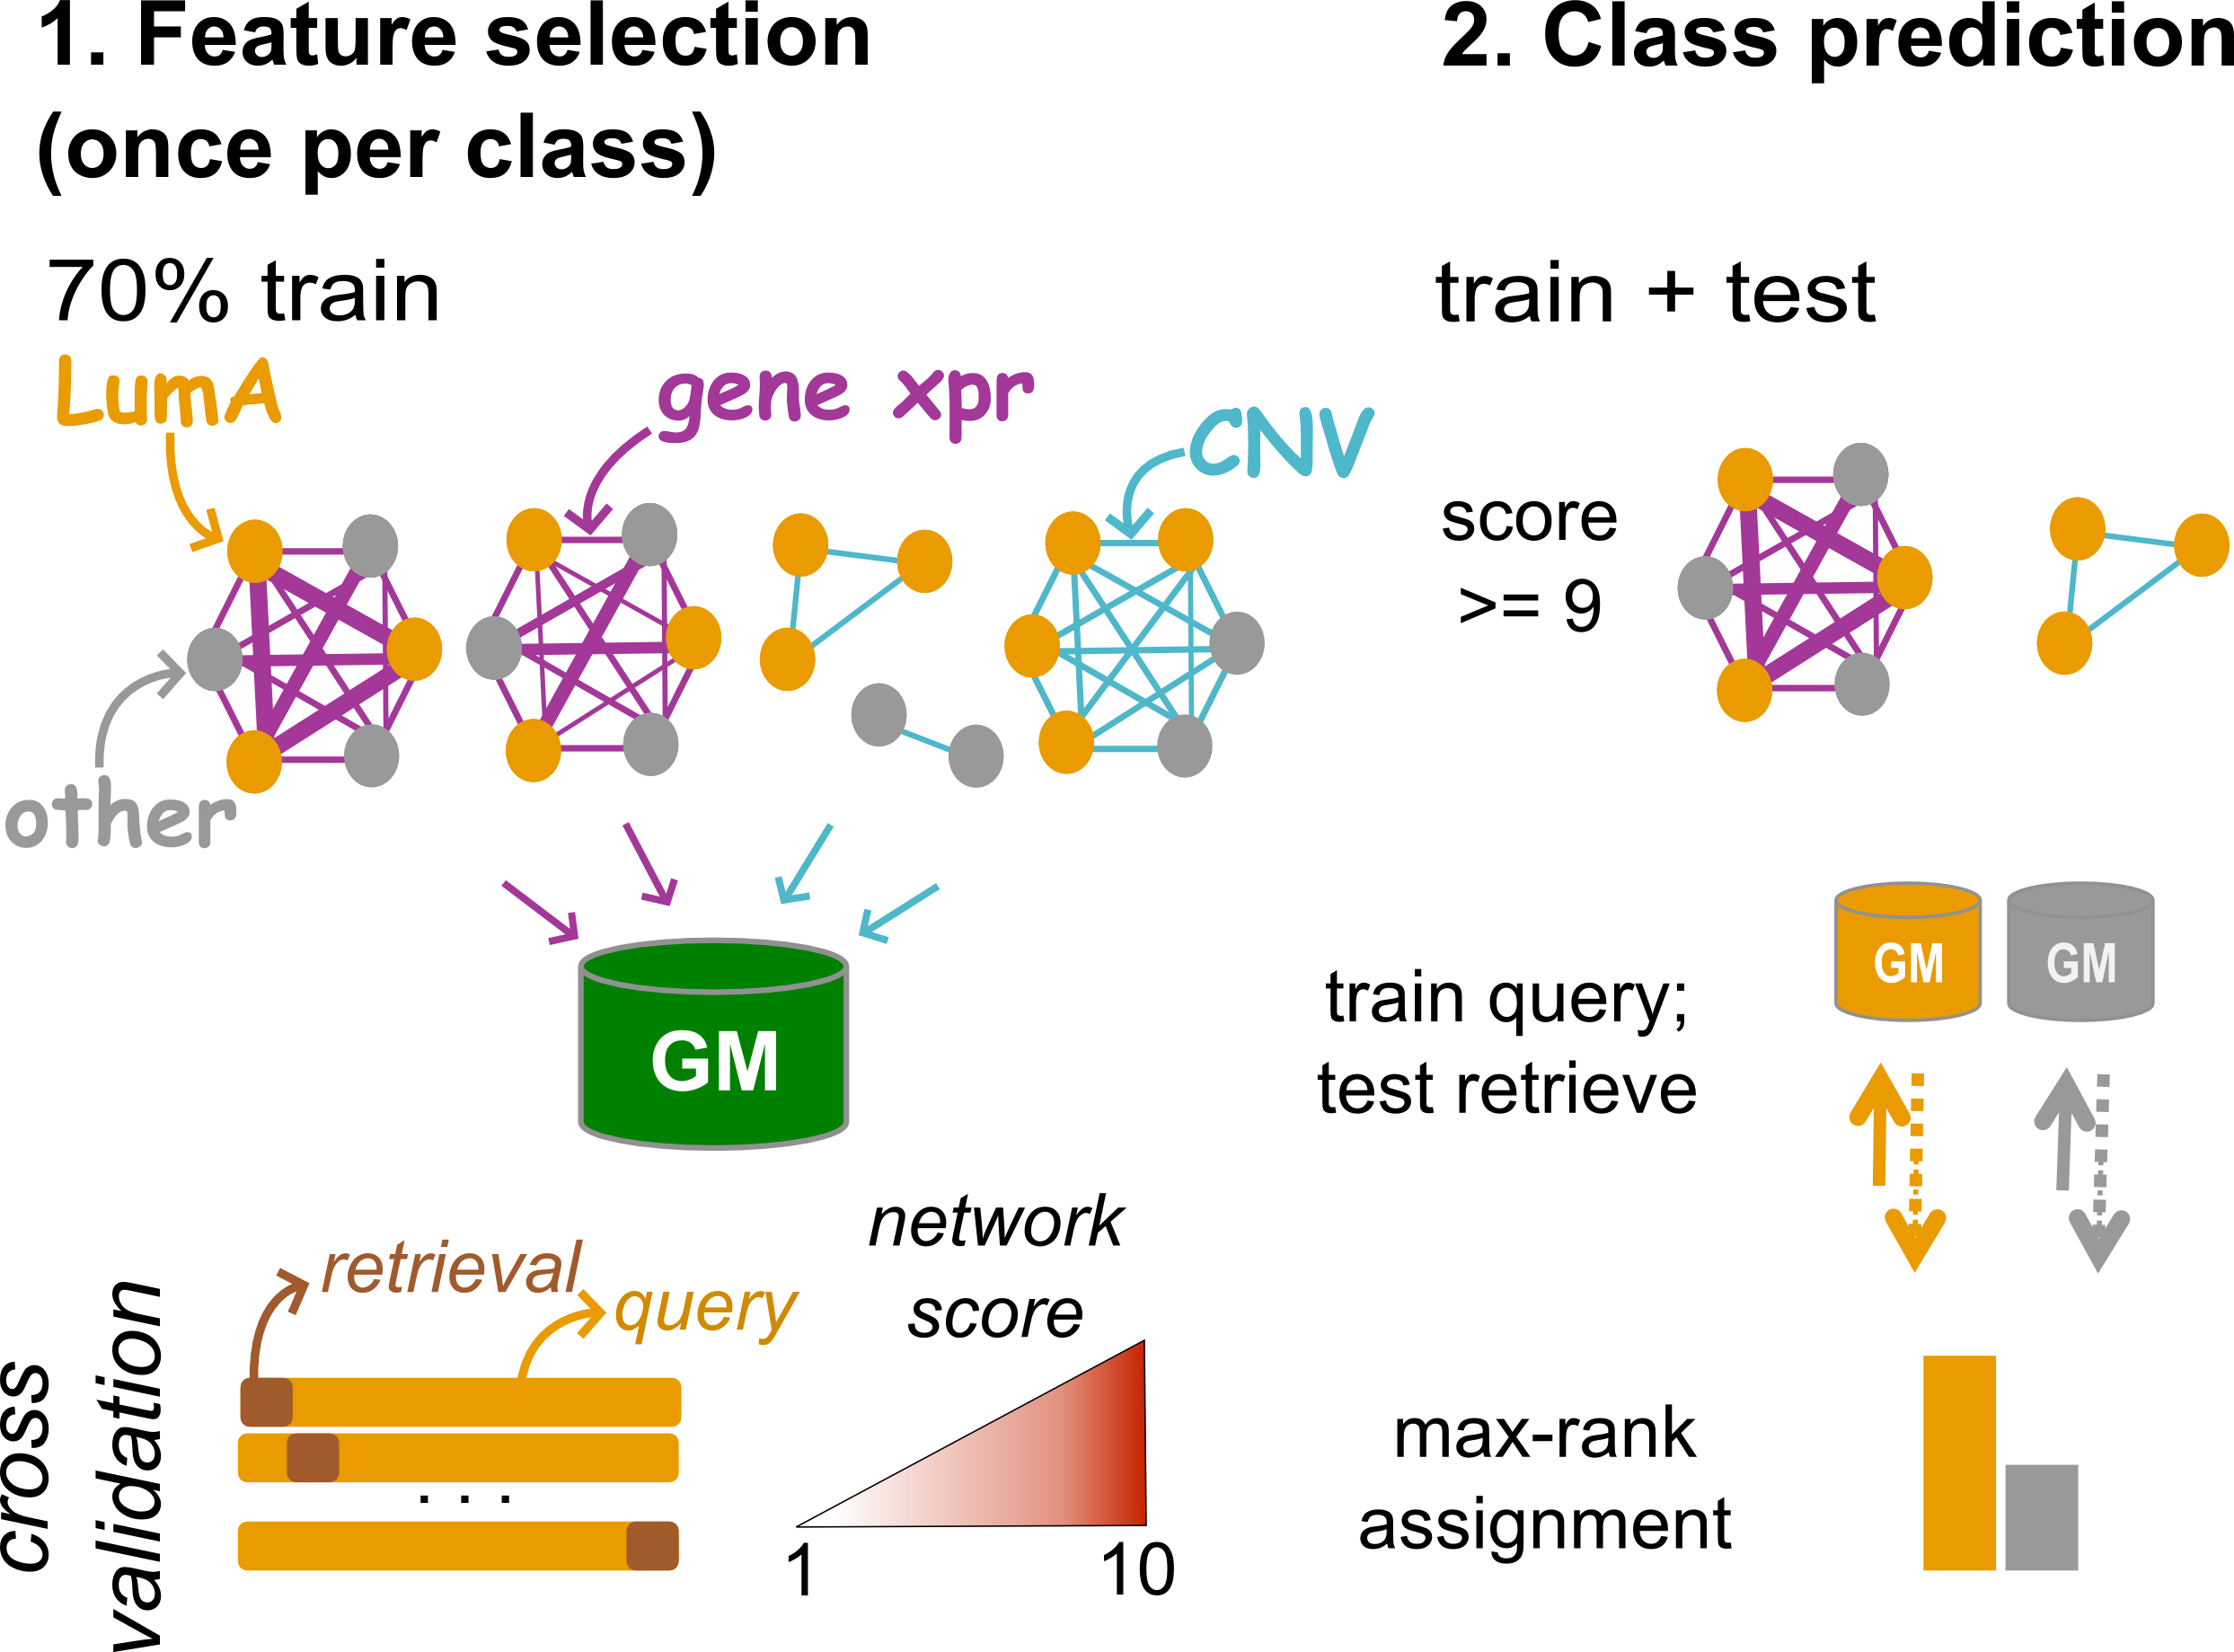 1. Feature selection
(once per class)
70% train
LumA
gene xpr
CNV
other
GM
cross
validation
retrieval
query
. . .
network
score
1
10
2. Class prediction
train + test
score
>= 9
GM
GM
train query;
test retrieve
max-rank
assignment